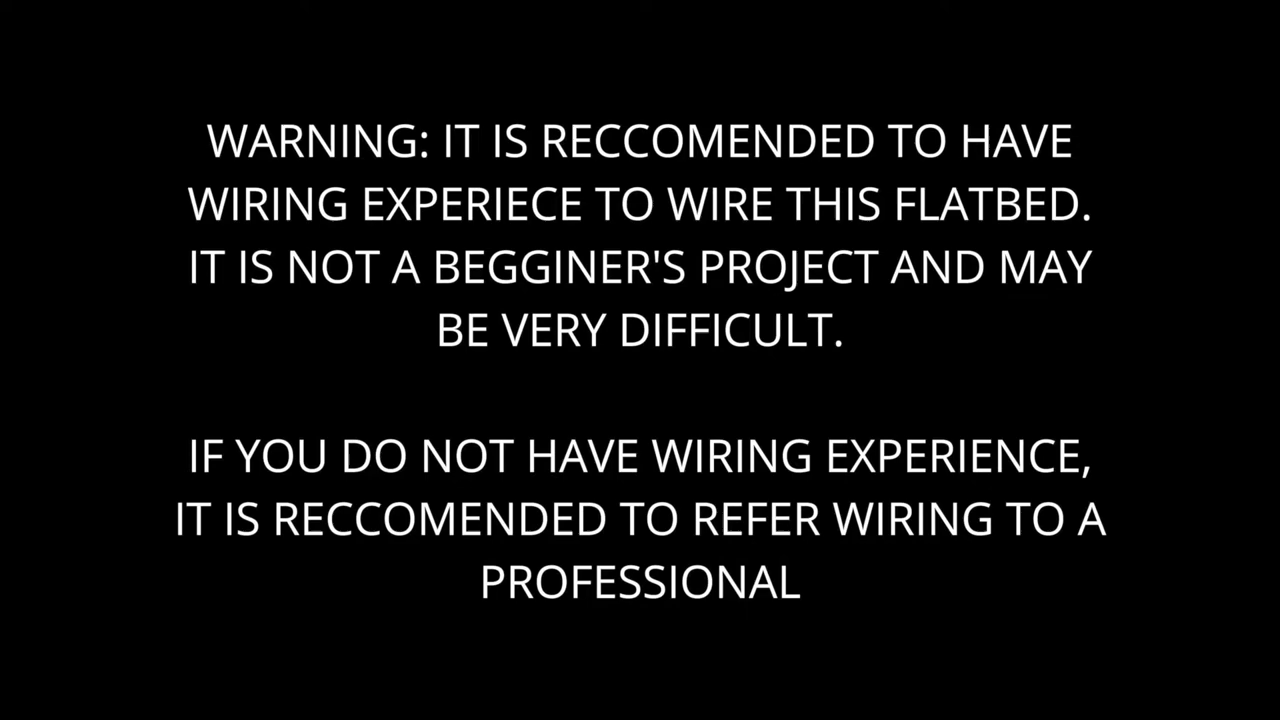 WARNING: IT IS RECCOMENDED TO HAVE
WIRING EXPERIECE TO WIRE THIS FLATBED.
IT IS NOT A BEGGINER'S PROJECT AND MAY
BE VERY DIFFICULT.
IF YOU DO NOT HAVE WIRING EXPERIENCE,
IT IS RECCOMENDED TO REFER WIRING TO A
PROFESSIONAL